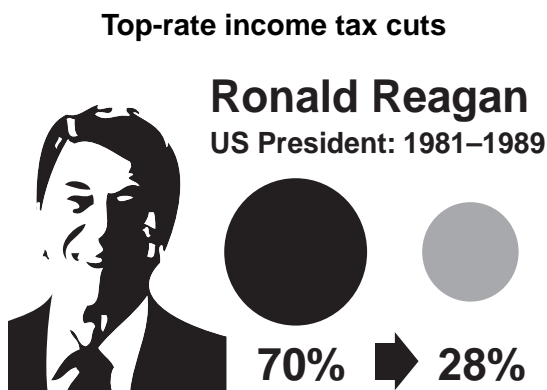 Top-rate income tax cuts
Ronald Reagan
US President: 1981–1989
70% 28%